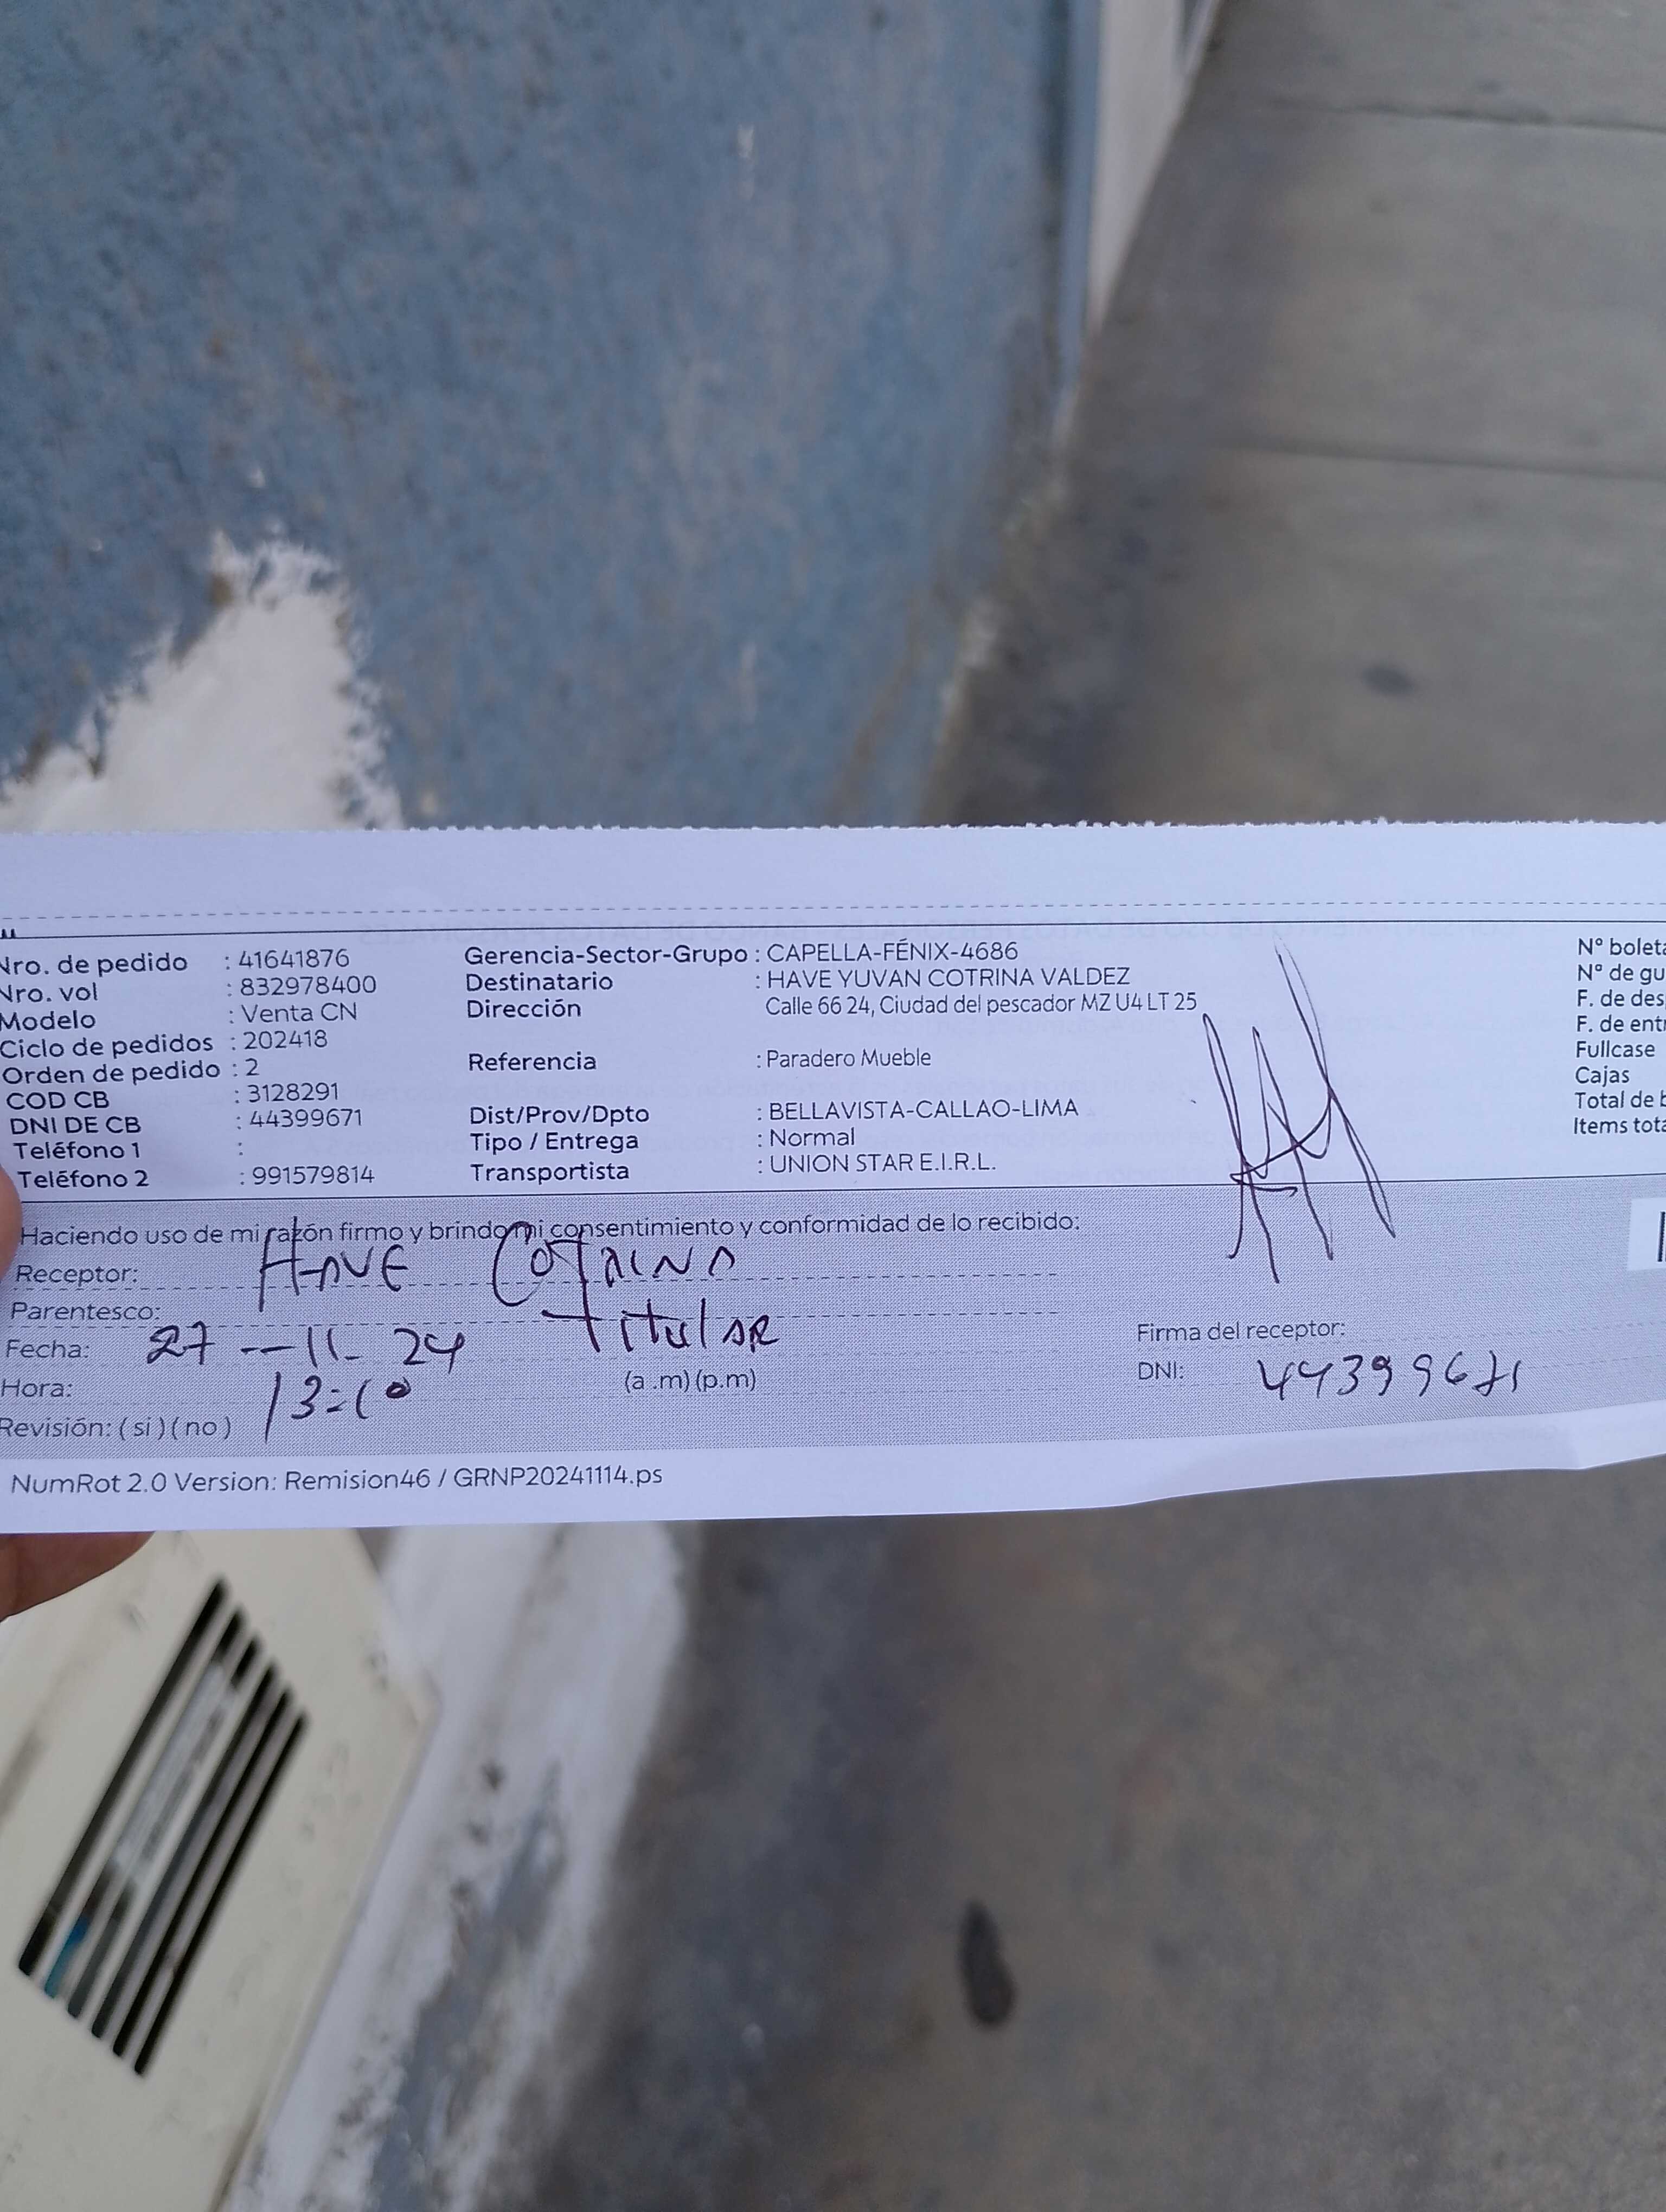 Nro. de pedido : 41641876
Nro. vol : 832978400
Modelo : Venta CN
Ciclo de pedidos : 202418
Orden de pedido : 2
COD CB : 3128291
DNI DE CB : 44399671
Teléfono 1 :
Teléfono 2 : 991579814
Gerencia-Sector-Grupo : CAPELLA-FÉNIX-4686
Destinatario : HAVE YUVAN COTRINA VALDEZ
Dirección Calle 66 24, Ciudad del pescador MZ U4 LT 25
Referencia : Paradero Mueble
Dist/Prov/Dpto : BELLAVISTA-CALLAO-LIMA
Tipo / Entrega : Normal
Transportista : UNION STAR E.I.R.L.
N° boleta
N° de gu
F. de des
F. de entr
Fullcase
Cajas
Total de b
Items tota
Haciendo uso de mi razón firmo y brindo mi consentimiento y conformidad de lo recibido:
Receptor: HAVE COTRINA
Parentesco: titulAR
Fecha: 27-11-24
Hora: 13:10 (a .m) (p.m)
Revisión: ( si ) ( no )
Firma del receptor:
DNI: 44399671
NumRot 2.0 Version: Remision46 / GRNP20241114.ps